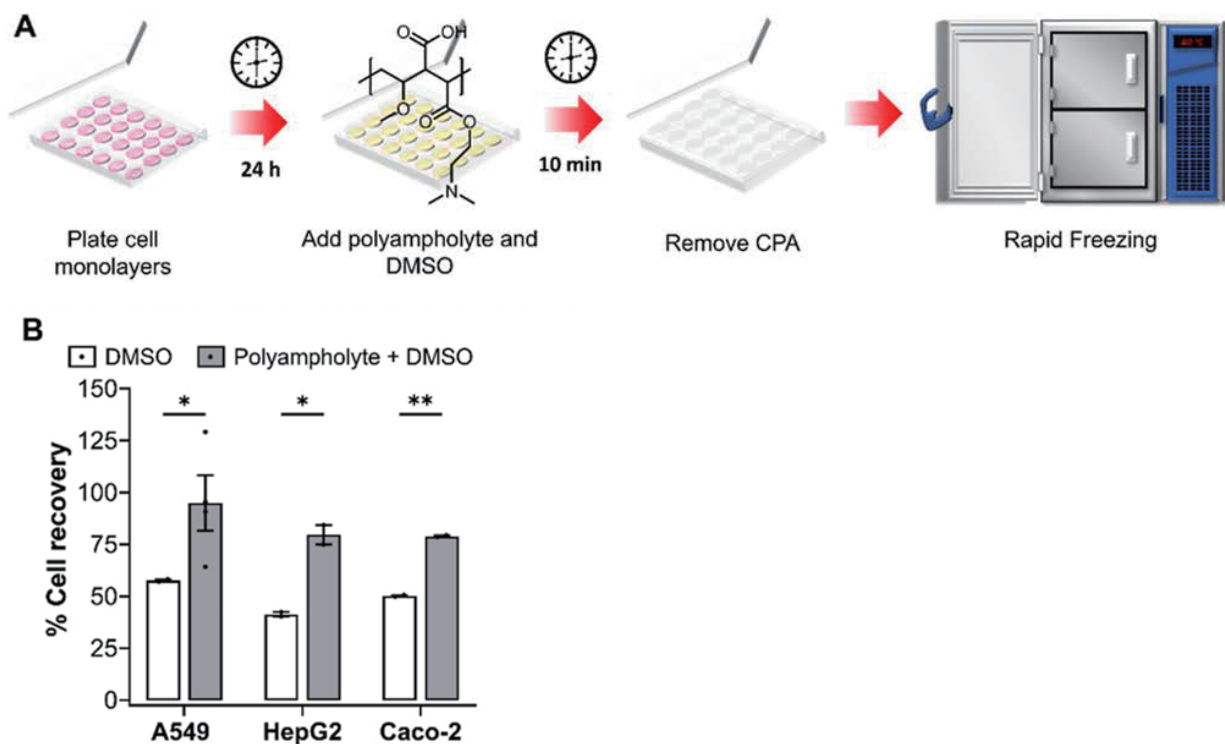 A
OH
O
O
O
O
N
24 h
10 min
Plate cell
monolayers
Add polyampholyte and
DMSO
Remove CPA
Rapid Freezing
B
DMSO
Polyampholyte + DMSO
% Cell recovery
150
125
100
75
50
25
0
*
*
**
A549
HepG2
Caco-2